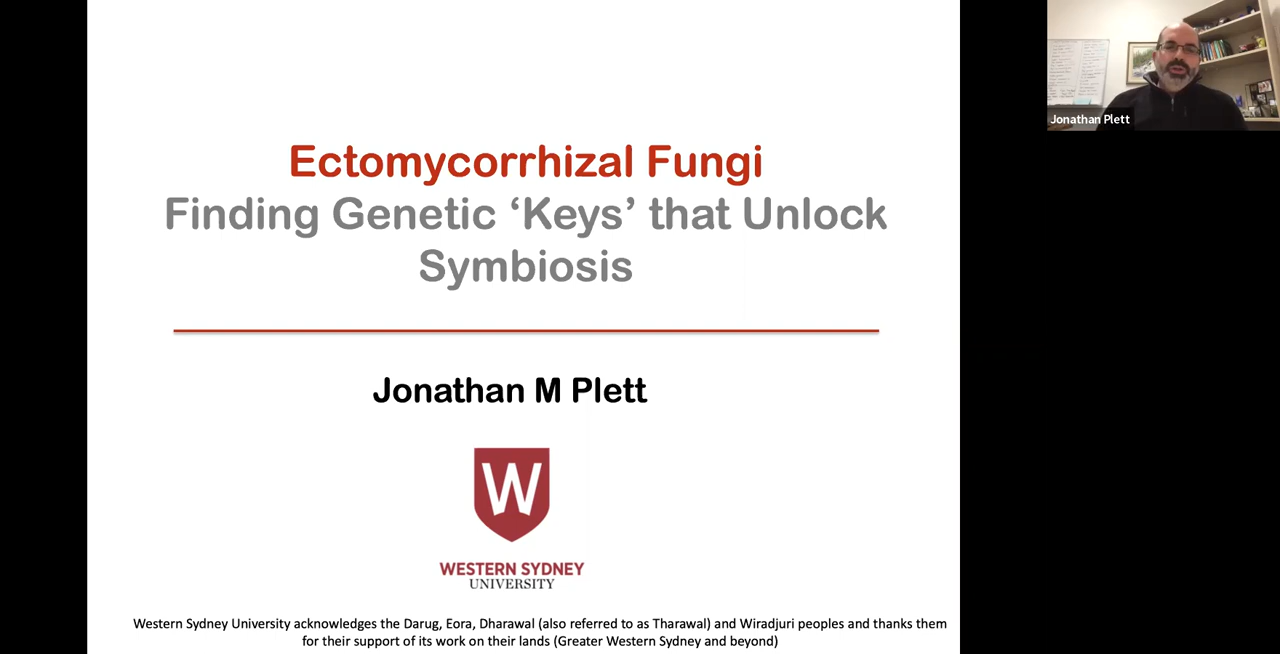 Ectomycorrhizal Fungi
Finding Genetic ‘Keys’ that Unlock
Symbiosis
Jonathan M Plett
W
WESTERN SYDNEY
UNIVERSITY
Western Sydney University acknowledges the Darug, Eora, Dharawal (also referred to as Tharawal) and Wiradjuri peoples and thanks them
for their support of its work on their lands (Greater Western Sydney and beyond)
Jonathan Plett